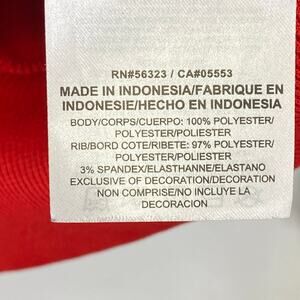 RN#56323 / CA#05553
MADE IN INDONESIA/FABRIQUE EN
INDONESIE/HECHO EN INDONESIA
BODY/CORPS/CUERPO: 100% POLYESTER/
POLYESTER/POLIESTER
RIB/BORD COTE/RIBETE: 97% POLYESTER/
POLYESTER/POLIESTER
3% SPANDEX/ELASTHANNE/ELASTANO
EXCLUSIVE OF DECORATION/DECORATION
NON COMPRISE/NO INCLUYE LA
DECORACION